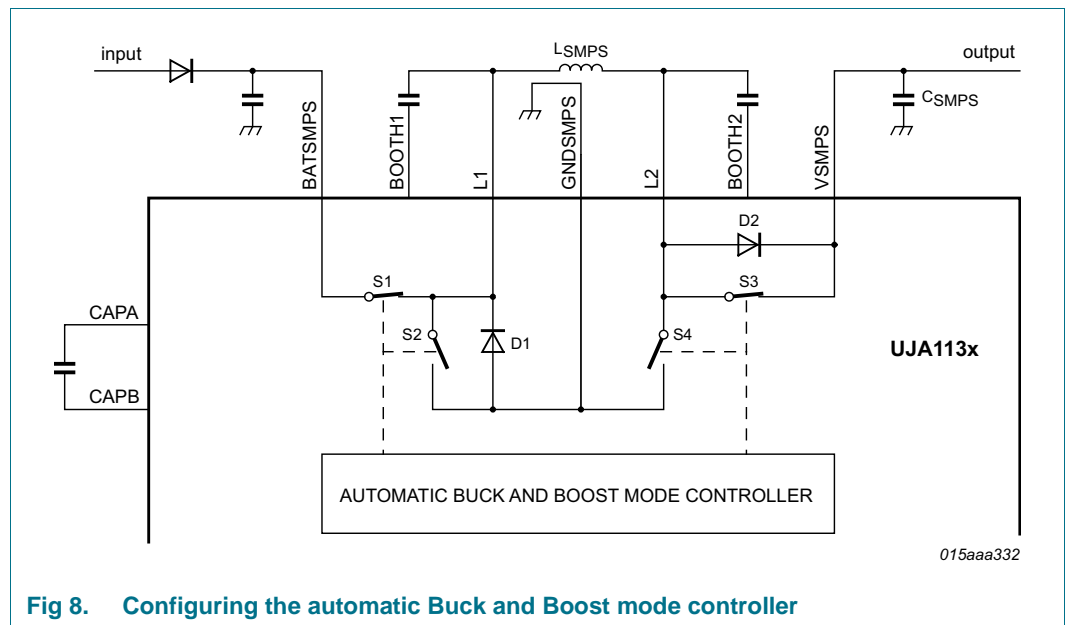 input
LSMPS
output
CSMPS
BATSMPS
BOOTH1
L1
GNDSMPS
L2
BOOTH2
VSMPS
D2
S1
S3
CAPA
S2
D1
S4
UJA113x
CAPB
AUTOMATIC BUCK AND BOOST MODE CONTROLLER
015aaa332
Fig 8. Configuring the automatic Buck and Boost mode controller